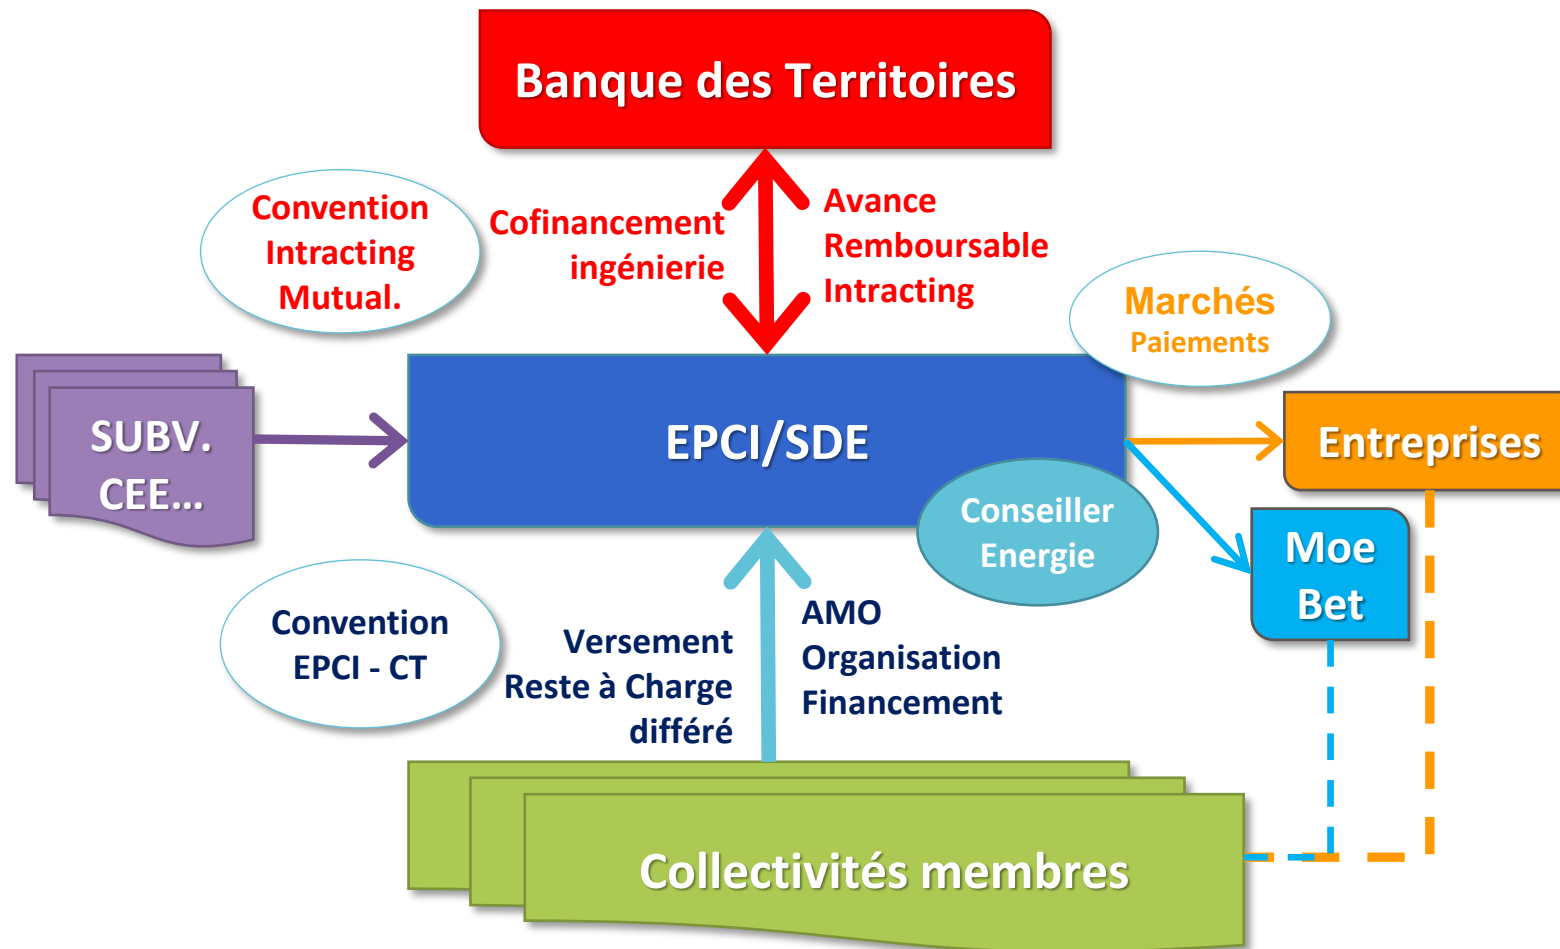 Banque des Territoires
Convention
Intracting
Mutual.
Cofinancement
ingénierie
Avance
Remboursable
Intracting
Marchés
Paiements
SUBV.
CEE...
EPCI/SDE
Entreprises
Conseiller
Energie
Moe
Bet
Convention
EPCI - CT
Versement
Reste à Charge
différé
AMO
Organisation
Financement
Collectivités membres